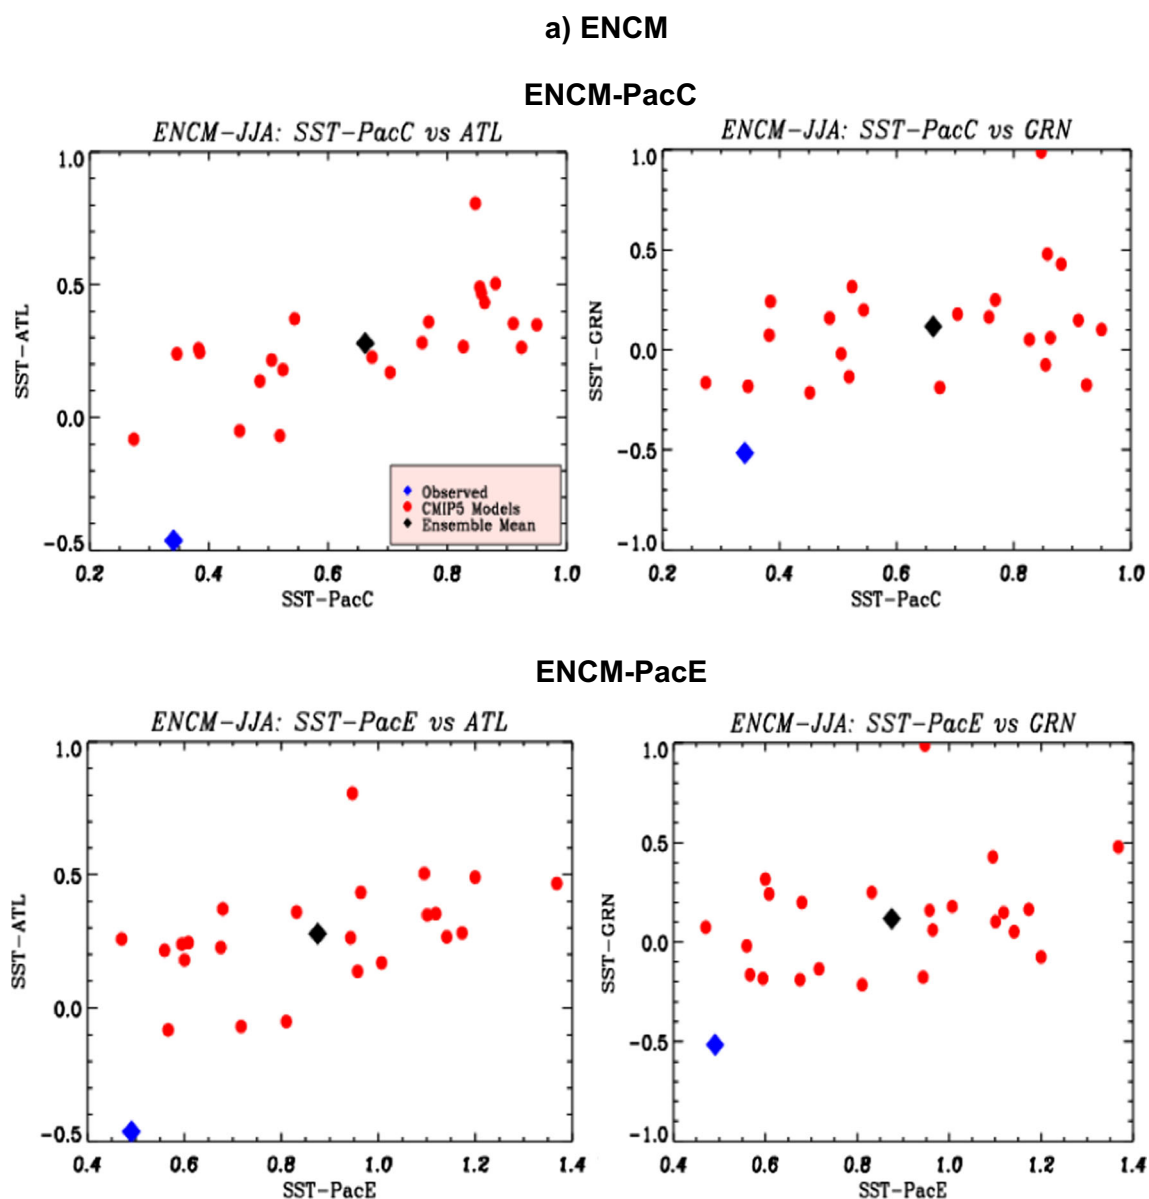 a) ENCM
ENCM-PacC
ENCM-JJA: SST-PacC vs ATL
1.0
0.5
0.0
-0.5
SST-ATL
0.2 0.4 0.6 0.8 1.0
SST-PacC
Observed
CMIP5 Models
Ensemble Mean
ENCM-JJA: SST-PacC vs GRN
1.0
0.5
0.0
-0.5
-1.0
SST-GRN
0.2 0.4 0.6 0.8 1.0
SST-PacC
ENCM-PacE
ENCM-JJA: SST-PacE vs ATL
1.0
0.5
0.0
-0.5
SST-ATL
0.4 0.6 0.8 1.0 1.2 1.4
SST-PacE
ENCM-JJA: SST-PacE vs GRN
1.0
0.5
0.0
-0.5
-1.0
SST-GRN
0.4 0.6 0.8 1.0 1.2 1.4
SST-PacE